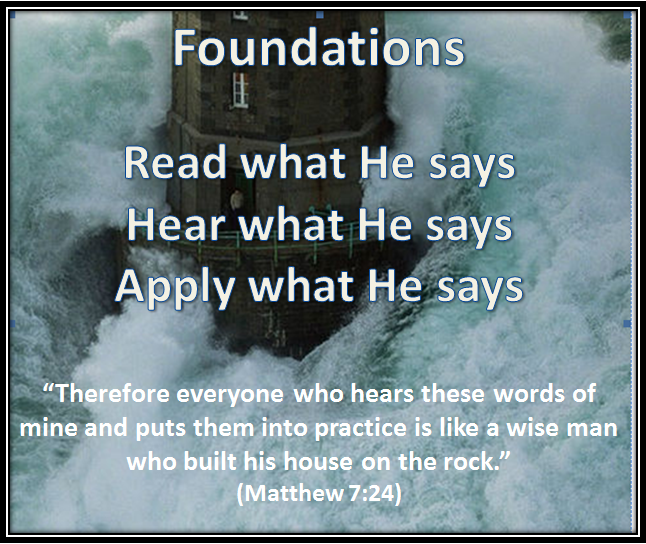 Foundations
Read what He says
Hear what He says
Apply what He says
“Therefore everyone who hears these words of
mine and puts them into practice is like a wise man
who built his house on the rock.”
(Matthew 7:24)